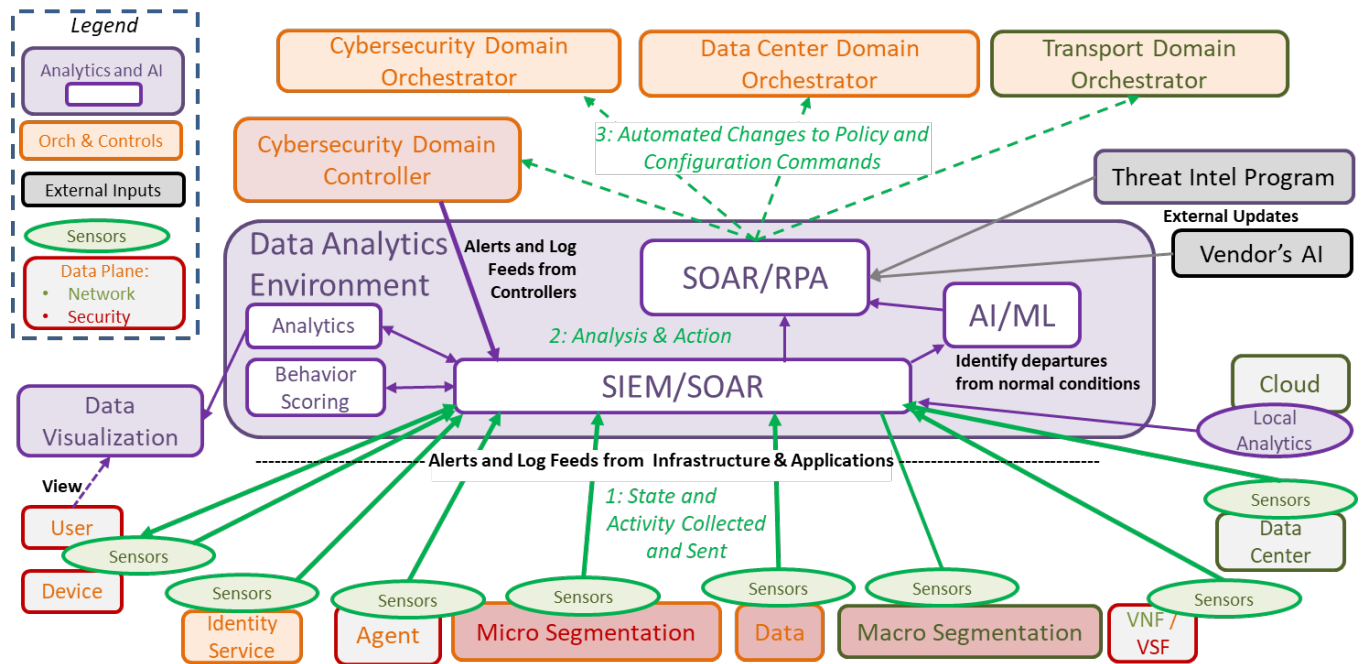 Legend
Analytics and AI
Orch & Controls
External Inputs
Sensors
Data Plane:
• Network
• Security
Cybersecurity Domain
Orchestrator
Data Center Domain
Orchestrator
Transport Domain
Orchestrator
Cybersecurity Domain
Controller
3: Automated Changes to Policy and
Configuration Commands
Threat Intel Program
External Updates
Vendor's AI
Data Analytics
Environment
Alerts and Log
Feeds from
Controllers
SOAR/RPA
AI/ML
Analytics
2: Analysis & Action
Identify departures
from normal conditions
Behavior
Scoring
SIEM/SOAR
Cloud
Local
Analytics
Data
Visualization
Alerts and Log Feeds from Infrastructure & Applications
View
1: State and
Activity Collected
and Sent
User
Sensors
Device
Sensors
Data
Center
Sensors
Identity
Service
Sensors
Agent
Sensors
Micro Segmentation
Sensors
Data
Sensors
Macro Segmentation
Sensors
VNF /
VSF